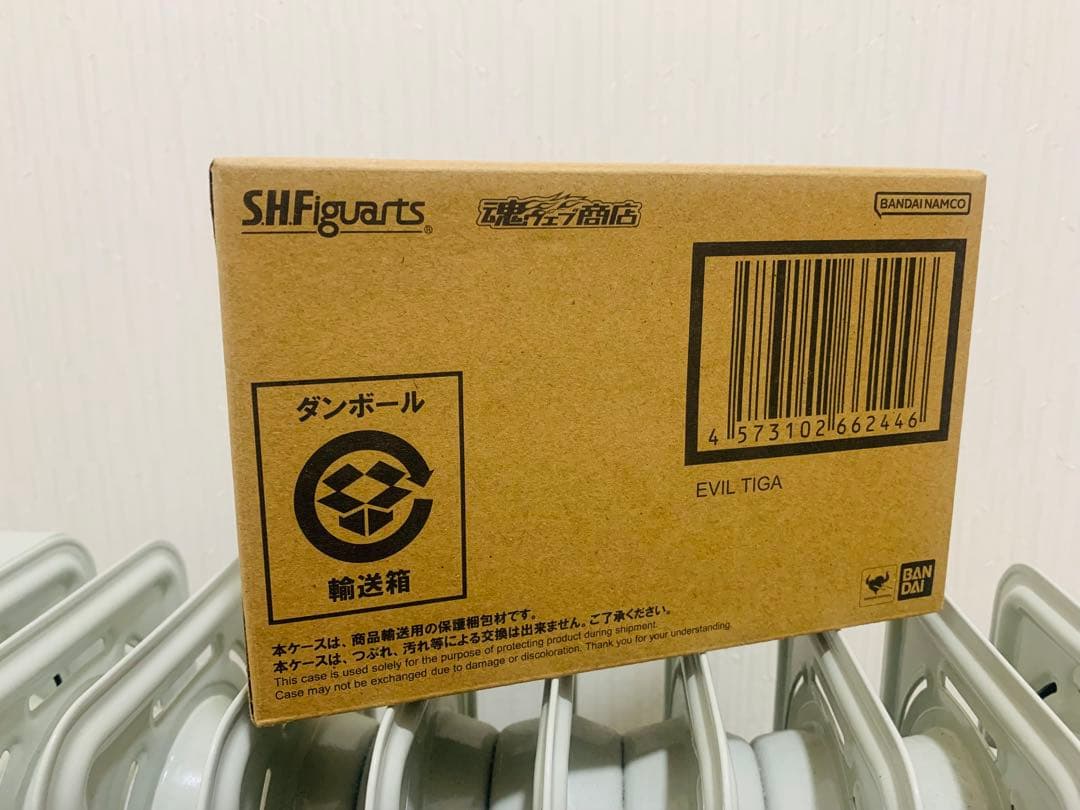 S.H.Figuarts®
魂ウェブ商店
BANDAI NAMCO
4 573102 662446
EVIL TIGA
ダンボール
輸送箱
BAN
DAI
本ケースは、商品輸送用の保護梱包材です。
本ケースは、つぶれ、汚れ等による交換は出来ません。ご了承ください。
This case is used solely for the purpose of protecting product during shipment.
Case may not be exchanged due to damage or discoloration. Thank you for your understanding.